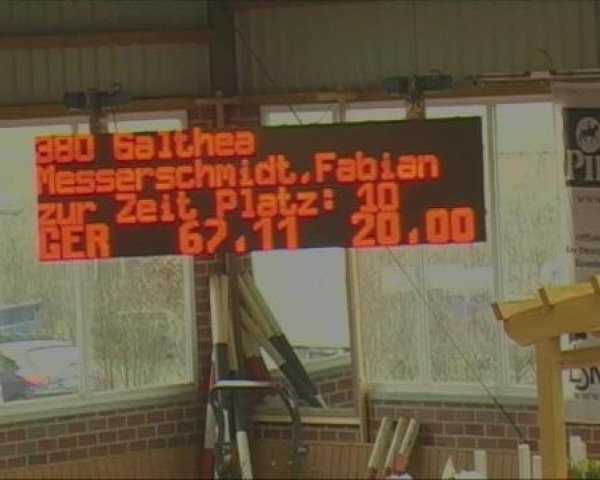 380 Galthea
Messerschmidt,Fabian
zur Zeit Platz: 10
GER 67.11 20.00